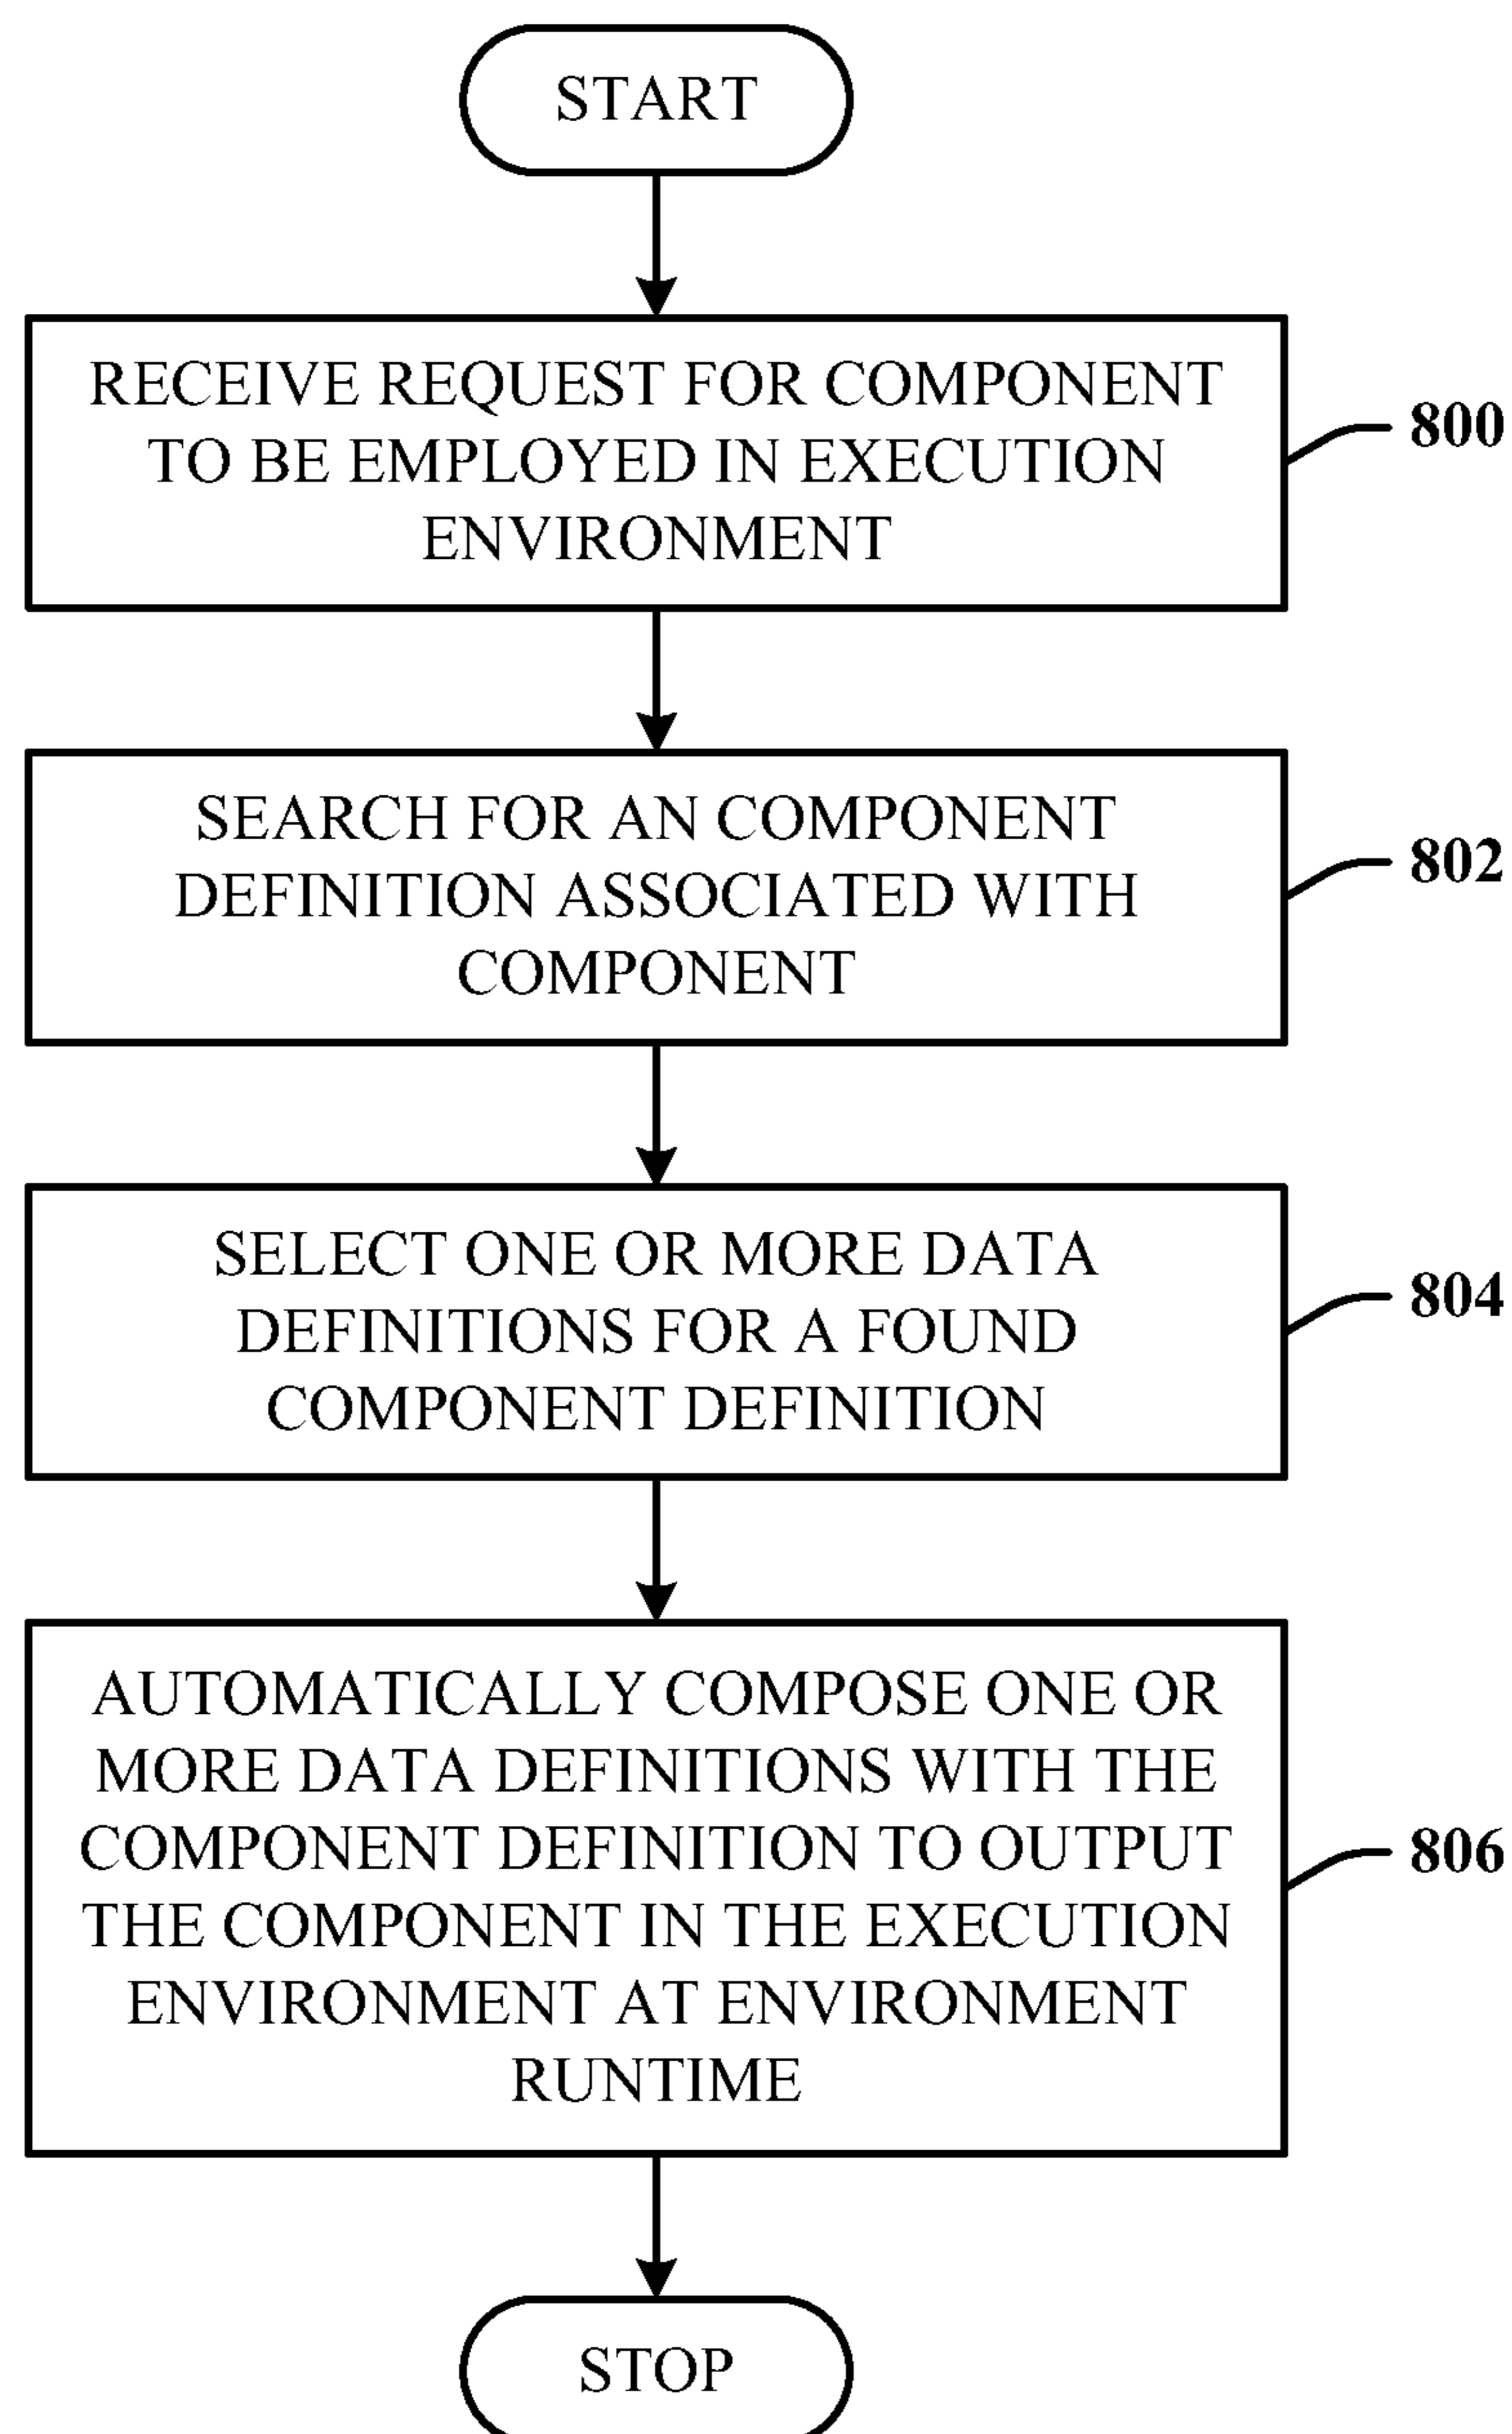 START
RECEIVE REQUEST FOR COMPONENT
TO BE EMPLOYED IN EXECUTION
ENVIRONMENT
800
SEARCH FOR AN COMPONENT
DEFINITION ASSOCIATED WITH
COMPONENT
802
SELECT ONE OR MORE DATA
DEFINITIONS FOR A FOUND
COMPONENT DEFINITION
804
AUTOMATICALLY COMPOSE ONE OR
MORE DATA DEFINITIONS WITH THE
COMPONENT DEFINITION TO OUTPUT
THE COMPONENT IN THE EXECUTION
ENVIRONMENT AT ENVIRONMENT
RUNTIME
806
STOP